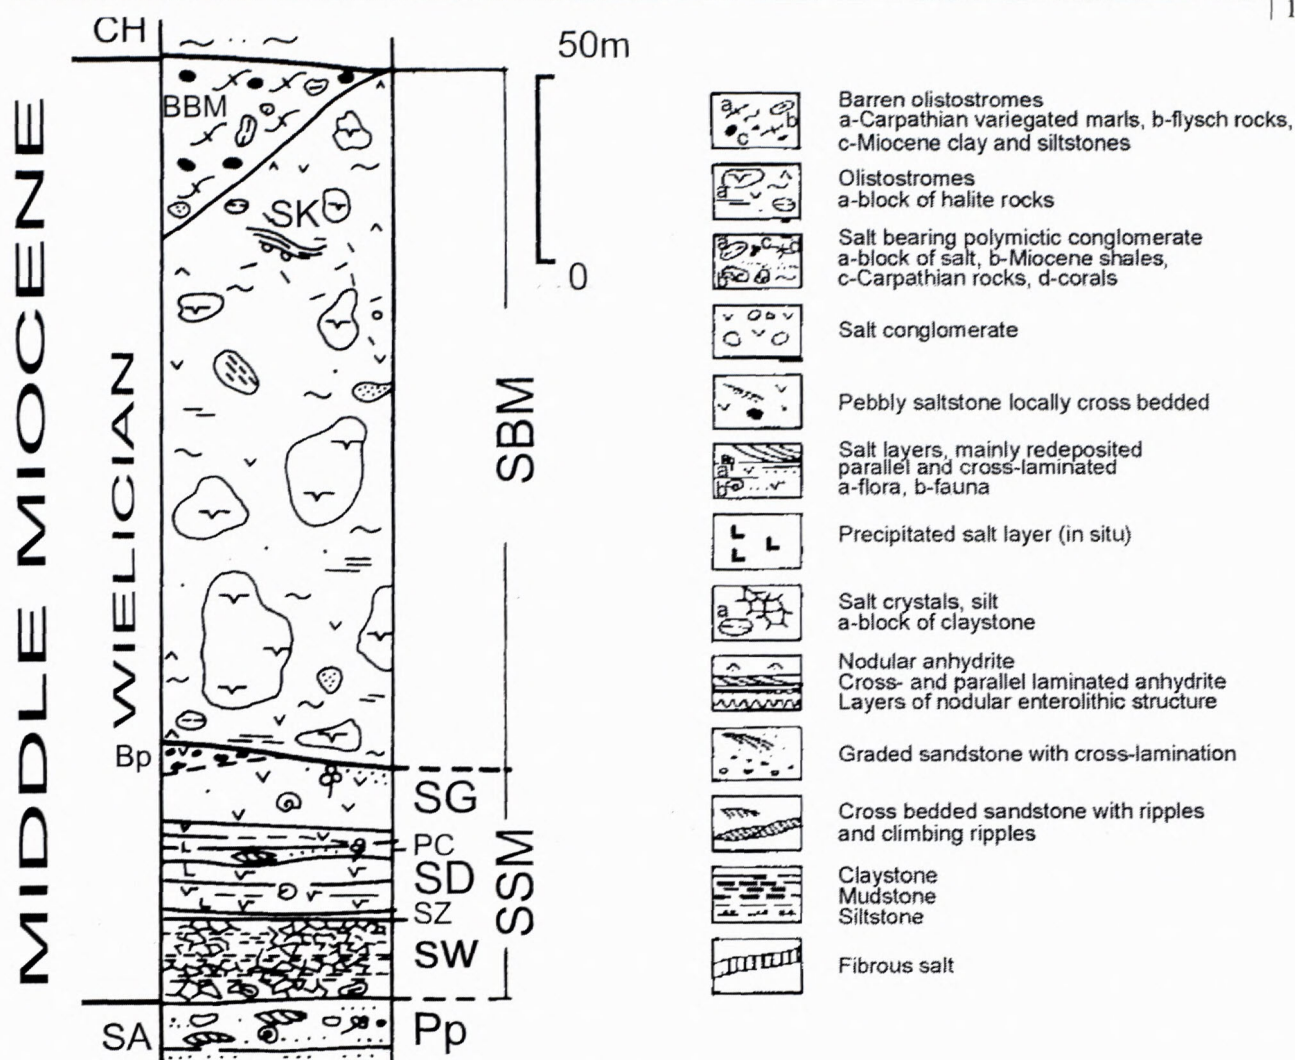 1
CH
50m
BBM
SK
0
MIDDLE MIOCENE
WIELICIAN
SBM
Bp
SG
PC
SD
SZ
SSM
SW
SA
Pp
a
b
c
Barren olistostromes
a-Carpathian variegated marls, b-flysch rocks,
c-Miocene clay and siltstones
a
Olistostromes
a-block of halite rocks
a c d
b
Salt bearing polymictic conglomerate
a-block of salt, b-Miocene shales,
c-Carpathian rocks, d-corals
Salt conglomerate
Pebbly saltstone locally cross bedded
a
b
Salt layers, mainly redeposited
parallel and cross-laminated
a-flora, b-fauna
L
L L
Precipitated salt layer (in situ)
a
Salt crystals, silt
a-block of claystone
Nodular anhydrite
Cross- and parallel laminated anhydrite
Layers of nodular enterolithic structure
Graded sandstone with cross-lamination
Cross bedded sandstone with ripples
and climbing ripples
Claystone
Mudstone
Siltstone
Fibrous salt